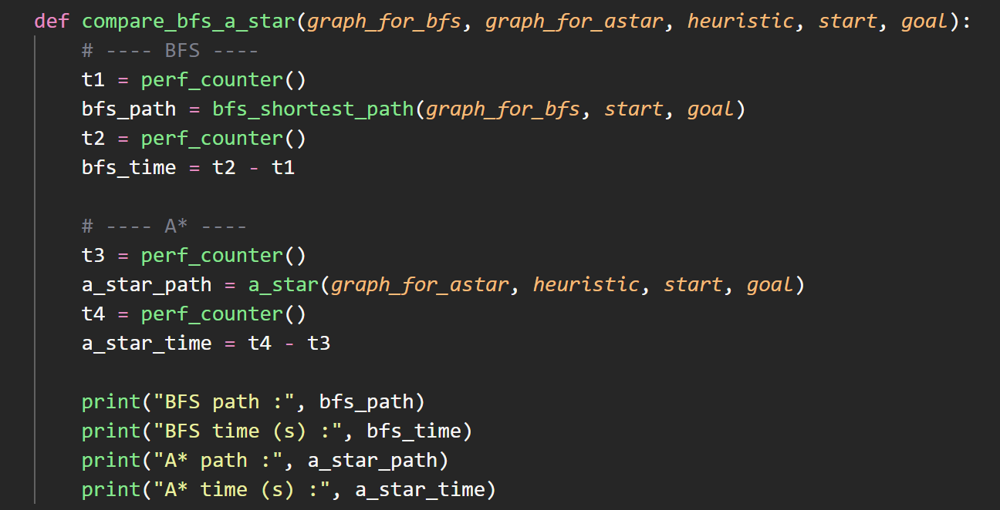 def compare_bfs_a_star(graph_for_bfs, graph_for_astar, heuristic, start, goal):
    # ---- BFS ----
    t1 = perf_counter()
    bfs_path = bfs_shortest_path(graph_for_bfs, start, goal)
    t2 = perf_counter()
    bfs_time = t2 - t1

    # ---- A* ----
    t3 = perf_counter()
    a_star_path = a_star(graph_for_astar, heuristic, start, goal)
    t4 = perf_counter()
    a_star_time = t4 - t3

    print("BFS path :", bfs_path)
    print("BFS time (s) :", bfs_time)
    print("A* path :", a_star_path)
    print("A* time (s) :", a_star_time)